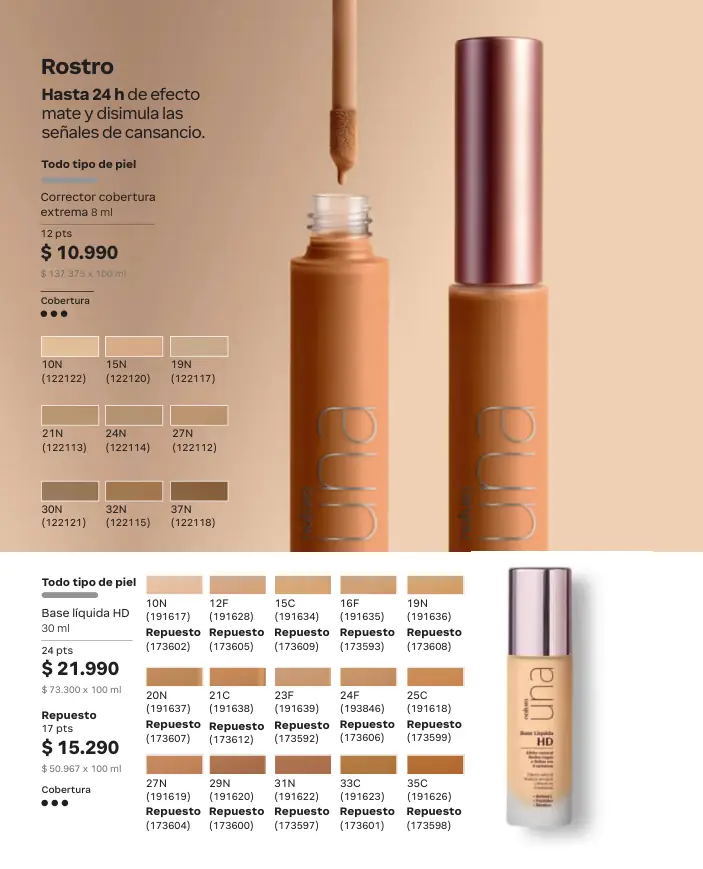 Rostro
Hasta 24 h de efecto
mate y disimula las
señales de cansancio.
Todo tipo de piel
Corrector cobertura
extrema 8 ml
12 pts
$ 10.990
$ 137.375 x 100 ml
Cobertura
10N 15N 19N
(122122) (122120) (122117)
21N 24N 27N
(122113) (122114) (122112)
30N 32N 37N
(122121) (122115) (122118)
una
una
Todo tipo de piel
Base líquida HD
30 ml
24 pts
$ 21.990
$ 73.300 x 100 ml
Repuesto
17 pts
$ 15.290
$ 50.967 x 100 ml
Cobertura
10N 12F 15C 16F 19N
(191617) (191628) (191634) (191635) (191636)
Repuesto Repuesto Repuesto Repuesto Repuesto
(173602) (173605) (173609) (173593) (173608)
20N 21C 23F 24F 25C
(191637) (191638) (191639) (193846) (191618)
Repuesto Repuesto Repuesto Repuesto Repuesto
(173607) (173612) (173592) (173606) (173599)
27N 29N 31N 33C 35C
(191619) (191620) (191622) (191623) (191626)
Repuesto Repuesto Repuesto Repuesto Repuesto
(173604) (173600) (173597) (173601) (173598)
natura
una
Base Líquida
HD